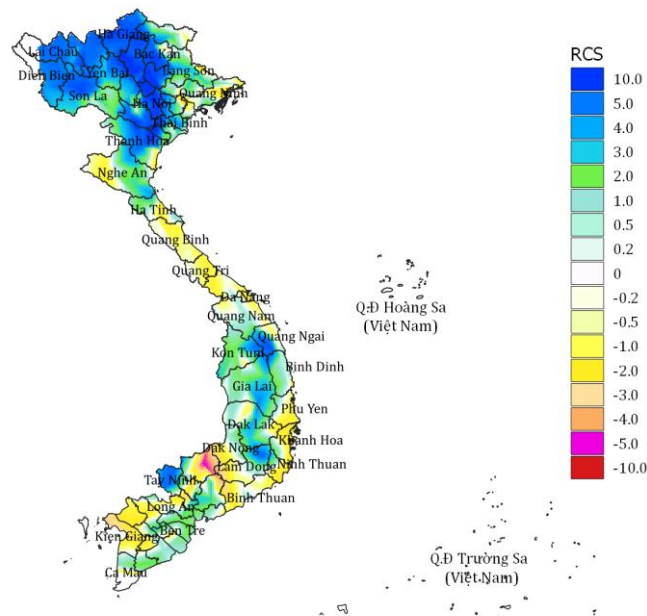 Ha Giang
Lai Chau
Bac Kan
Dien Bien
Yen Bai
Lang Son
Son La
Quang Ninh
Ha Noi
Thai Binh
Thanh Hoa
Nghe An
Ha Tinh
Quang Binh
Quang Tri
Da Nang
Quang Nam
Quang Ngai
Kon Tum
Binh Dinh
Gia Lai
Phu Yen
Dak Lak
Khanh Hoa
Dak Nong
Lam Dong
Ninh Thuan
Tay Ninh
Binh Thuan
Long An
Ben Tre
Kien Giang
Ca Mau
Q.Đ Hoàng Sa
(Việt Nam)
Q.Đ Trường Sa
(Việt Nam)
RCS
10.0
5.0
4.0
3.0
2.0
1.0
0.5
0.2
0
-0.2
-0.5
-1.0
-2.0
-3.0
-4.0
-5.0
-10.0